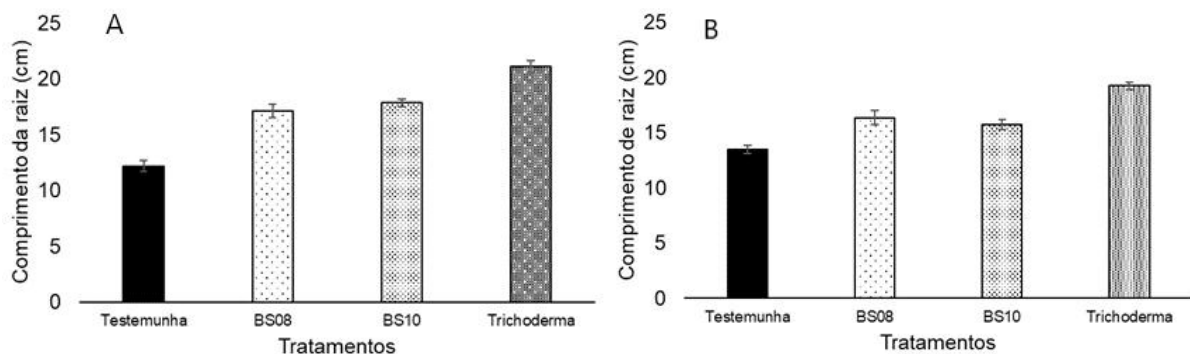 A
Comprimento da raiz (cm)
25
20
15
10
5
0
Testemunha BS08 BS10 Trichoderma
Tratamentos
B
Comprimento de raiz (cm)
25
20
15
10
5
0
Testemunha BS08 BS10 Trichoderma
Tratamentos